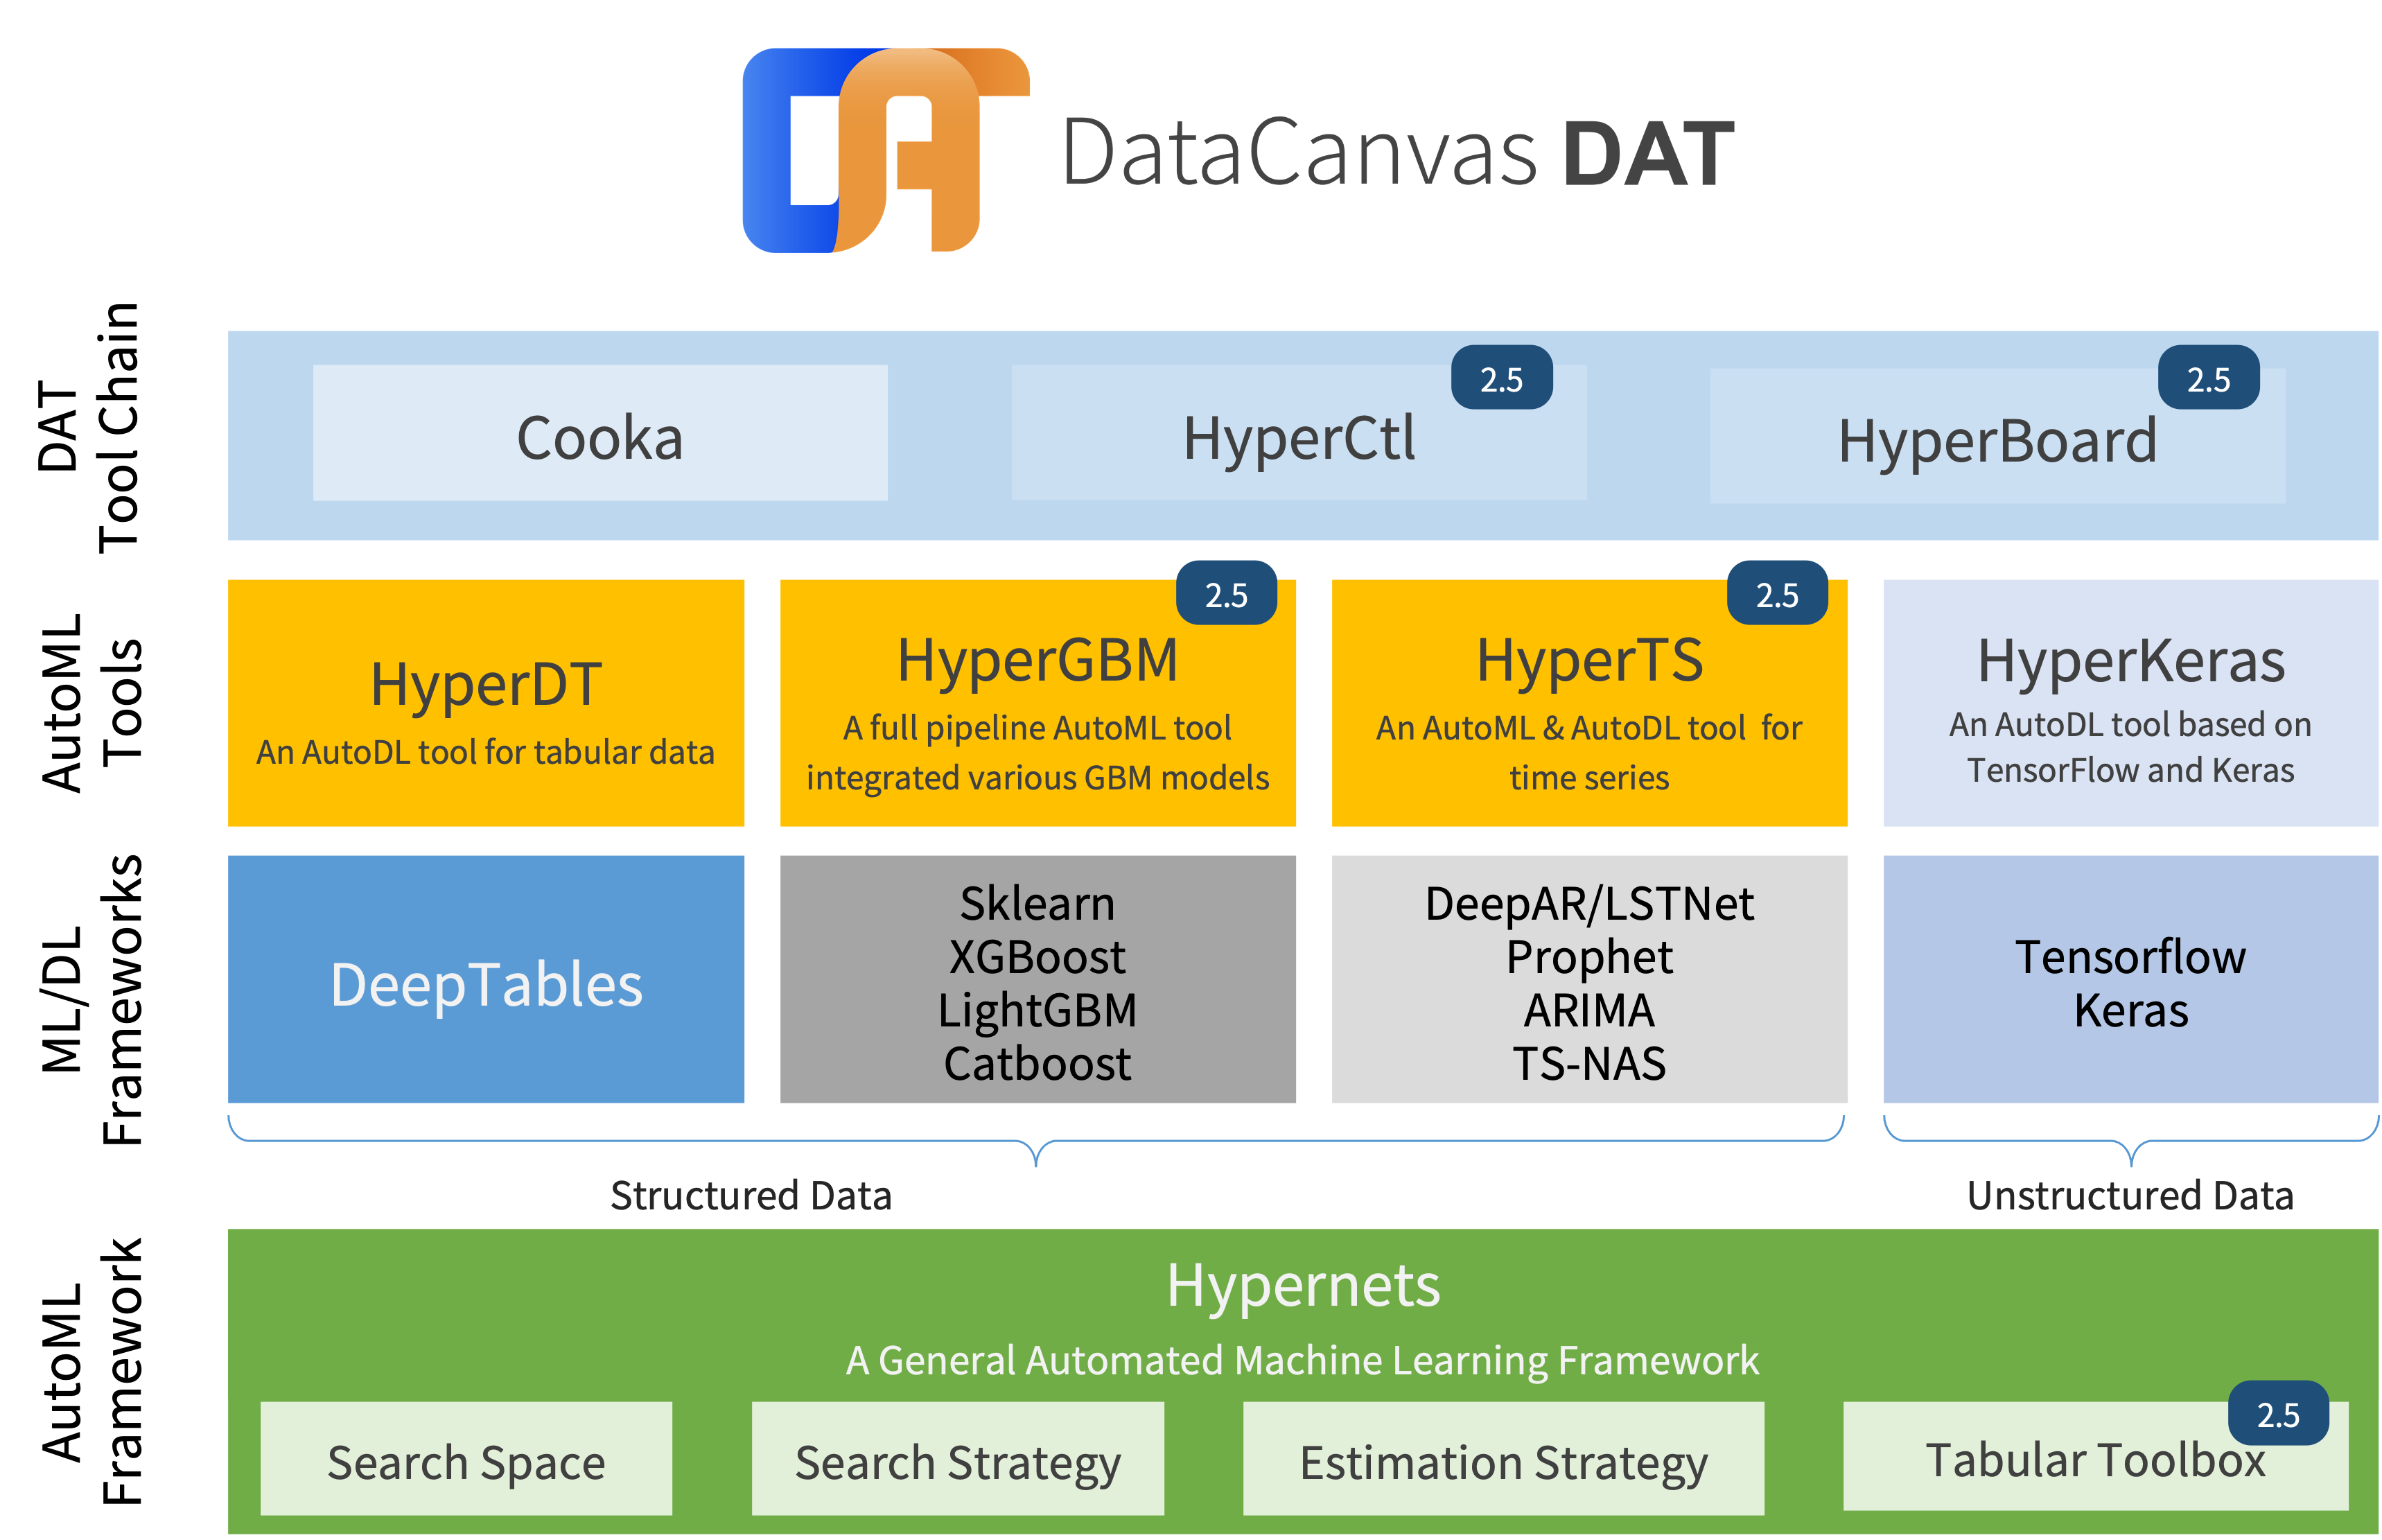 DataCanvas DAT
DAT
Tool Chain
Cooka
HyperCtl
2.5
HyperBoard
2.5
AutoML
Tools
HyperDT
An AutoDL tool for tabular data
2.5
HyperGBM
A full pipeline AutoML tool
integrated various GBM models
2.5
HyperTS
An AutoML & AutoDL tool for
time series
HyperKeras
An AutoDL tool based on
TensorFlow and Keras
ML/DL
Frameworks
DeepTables
Sklearn
XGBoost
LightGBM
Catboost
DeepAR/LSTNet
Prophet
ARIMA
TS-NAS
Tensorflow
Keras
Structured Data
Unstructured Data
AutoML
Framework
Hypernets
A General Automated Machine Learning Framework
Search Space
Search Strategy
Estimation Strategy
2.5
Tabular Toolbox